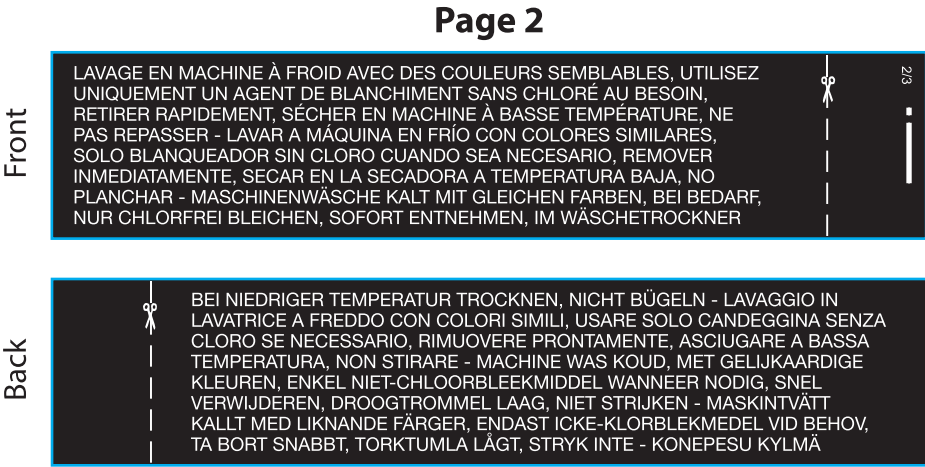 Page 2
Front
LAVAGE EN MACHINE À FROID AVEC DES COULEURS SEMBLABLES, UTILISEZ
UNIQUEMENT UN AGENT DE BLANCHIMENT SANS CHLORÉ AU BESOIN,
RETIRER RAPIDEMENT, SÉCHER EN MACHINE À BASSE TEMPÉRATURE, NE
PAS REPASSER - LAVAR A MÁQUINA EN FRÍO CON COLORES SIMILARES,
SOLO BLANQUEADOR SIN CLORO CUANDO SEA NECESARIO, REMOVER
INMEDIATAMENTE, SECAR EN LA SECADORA A TEMPERATURA BAJA, NO
PLANCHAR - MASCHINENWÄSCHE KALT MIT GLEICHEN FARBEN, BEI BEDARF,
NUR CHLORFREI BLEICHEN, SOFORT ENTNEHMEN, IM WÄSCHETROCKNER
2/3
Back
BEI NIEDRIGER TEMPERATUR TROCKNEN, NICHT BÜGELN - LAVAGGIO IN
LAVATRICE A FREDDO CON COLORI SIMILI, USARE SOLO CANDEGGINA SENZA
CLORO SE NECESSARIO, RIMUOVERE PRONTAMENTE, ASCIUGARE A BASSA
TEMPERATURA, NON STIRARE - MACHINE WAS KOUD, MET GELIJKAARDIGE
KLEUREN, ENKEL NIET-CHLOORBLEEKMIDDEL WANNEER NODIG, SNEL
VERWIJDEREN, DROOGTROMMEL LAAG, NIET STRIJKEN - MASKINTVÄTT
KALLT MED LIKNANDE FÄRGER, ENDAST ICKE-KLORBLEKMEDEL VID BEHOV,
TA BORT SNABBT, TORKTUMLA LÅGT, STRYK INTE - KONEPESU KYLMÄ